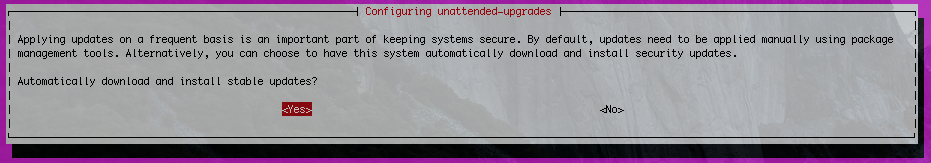 Configuring unattended-upgrades
Applying updates on a frequent basis is an important part of keeping systems secure. By default, updates need to be applied manually using package
management tools. Alternatively, you can choose to have this system automatically download and install security updates.
Automatically download and install stable updates?
<Yes> <No>